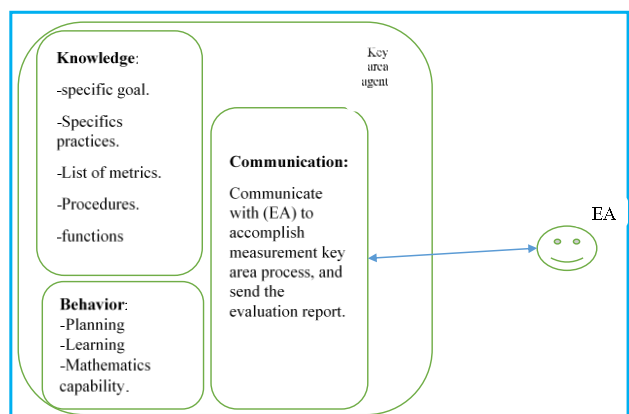 Knowledge:
-specific goal.
-Specifics
practices.
-List of metrics.
-Procedures.
-functions
Key
area
agent
Communication:
Communicate
with (EA) to
accomplish
measurement key
area process, and
send the
evaluation report.
EA
Behavior:
-Planning
-Learning
-Mathematics
capability.